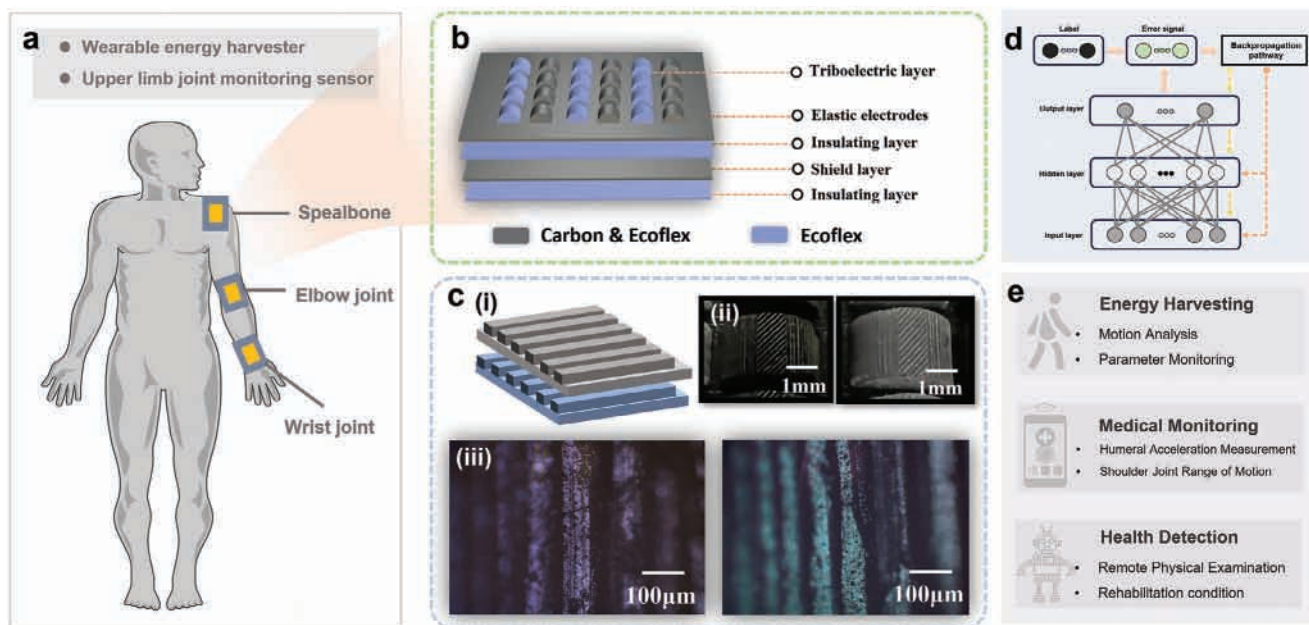 a
● Wearable energy harvester
● Upper limb joint monitoring sensor
Spealbone
Elbow joint
Wrist joint
b
Triboelectric layer
Elastic electrodes
Insulating layer
Shield layer
Insulating layer
Carbon & Ecoflex
Ecoflex
c
(i)
(ii)
1mm
1mm
(iii)
100μm
100μm
d
Label
Error signal
Backpropagation
pathway
Output layer
Hidden layer
Input layer
e
Energy Harvesting
• Motion Analysis
• Parameter Monitoring
Medical Monitoring
• Humeral Acceleration Measurement
• Shoulder Joint Range of Motion
Health Detection
• Remote Physical Examination
• Rehabilitation condition